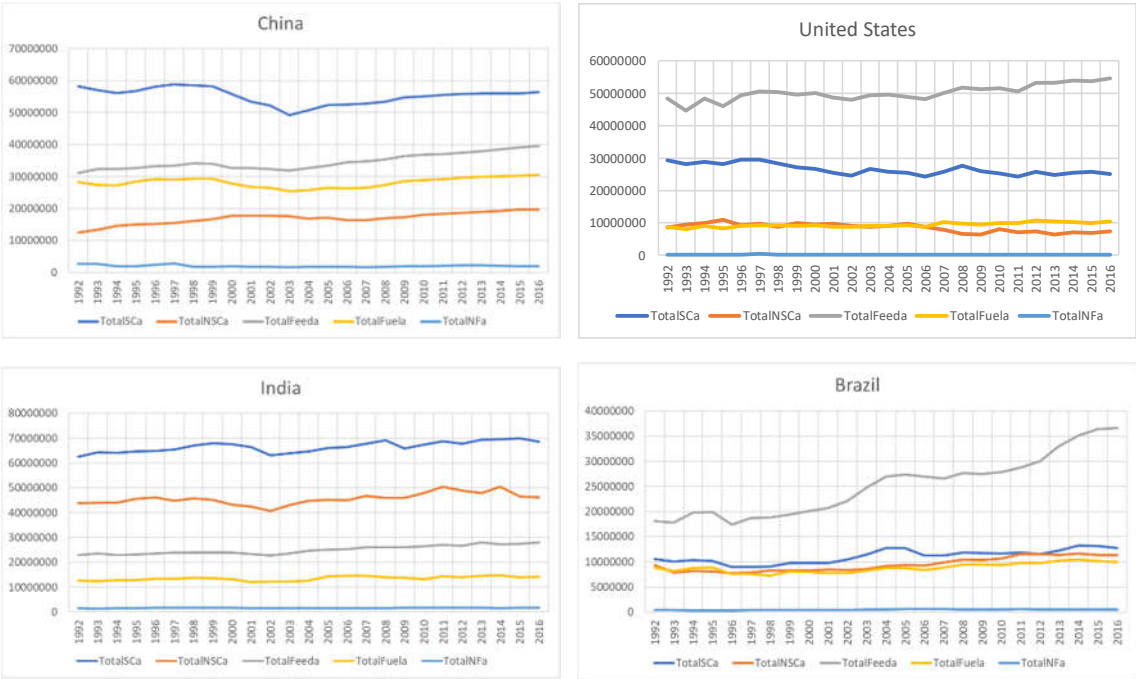 China
70000000
60000000
50000000
40000000
30000000
20000000
10000000
0
1992 1993 1994 1995 1996 1997 1998 1999 2000 2001 2002 2003 2004 2005 2006 2007 2008 2009 2010 2011 2012 2013 2014 2015 2016
TotalSCa TotalNSCa TotalFeeda TotalFuela TotalNFa
United States
60000000
50000000
40000000
30000000
20000000
10000000
0
1992 1993 1994 1995 1996 1997 1998 1999 2000 2001 2002 2003 2004 2005 2006 2007 2008 2009 2010 2011 2012 2013 2014 2015 2016
TotalSCa TotalNSCa TotalFeeda TotalFuela TotalNFa
India
80000000
70000000
60000000
50000000
40000000
30000000
20000000
10000000
0
1992 1993 1994 1995 1996 1997 1998 1999 2000 2001 2002 2003 2004 2005 2006 2007 2008 2009 2010 2011 2012 2013 2014 2015 2016
TotalSCa TotalNSCa TotalFeeda TotalFuela TotalNFa
Brazil
40000000
35000000
30000000
25000000
20000000
15000000
10000000
5000000
0
1992 1993 1994 1995 1996 1997 1998 1999 2000 2001 2002 2003 2004 2005 2006 2007 2008 2009 2010 2011 2012 2013 2014 2015 2016
TotalSCa TotalNSCa TotalFeeda TotalFuela TotalNFa